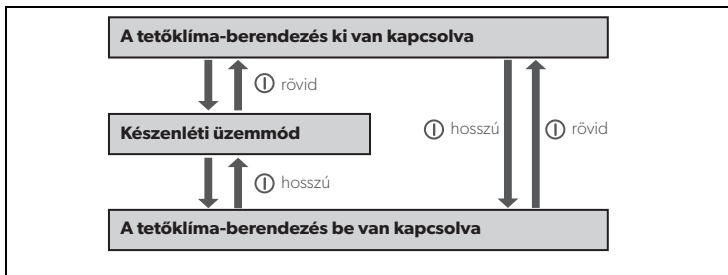 A tetőklíma-berendezés ki van kapcsolva
rövid
Készenléti üzemmód
hosszú
rövid
hosszú
A tetőklíma-berendezés be van kapcsolva